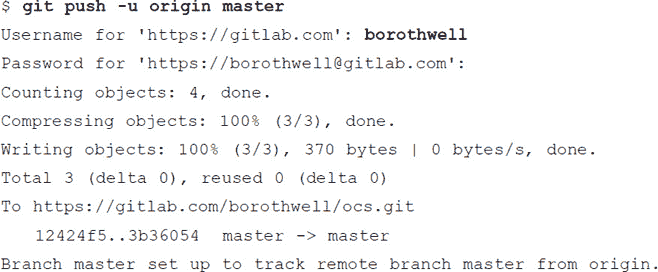 $ git push -u origin master
Username for 'https://gitlab.com': borothwell
Password for 'https://borothwell@gitlab.com':
Counting objects: 4, done.
Compressing objects: 100% (3/3), done.
Writing objects: 100% (3/3), 370 bytes | 0 bytes/s, done.
Total 3 (delta 0), reused 0 (delta 0)
To https://gitlab.com/borothwell/ocs.git
   12424f5..3b36054  master -> master
Branch master set up to track remote branch master from origin.